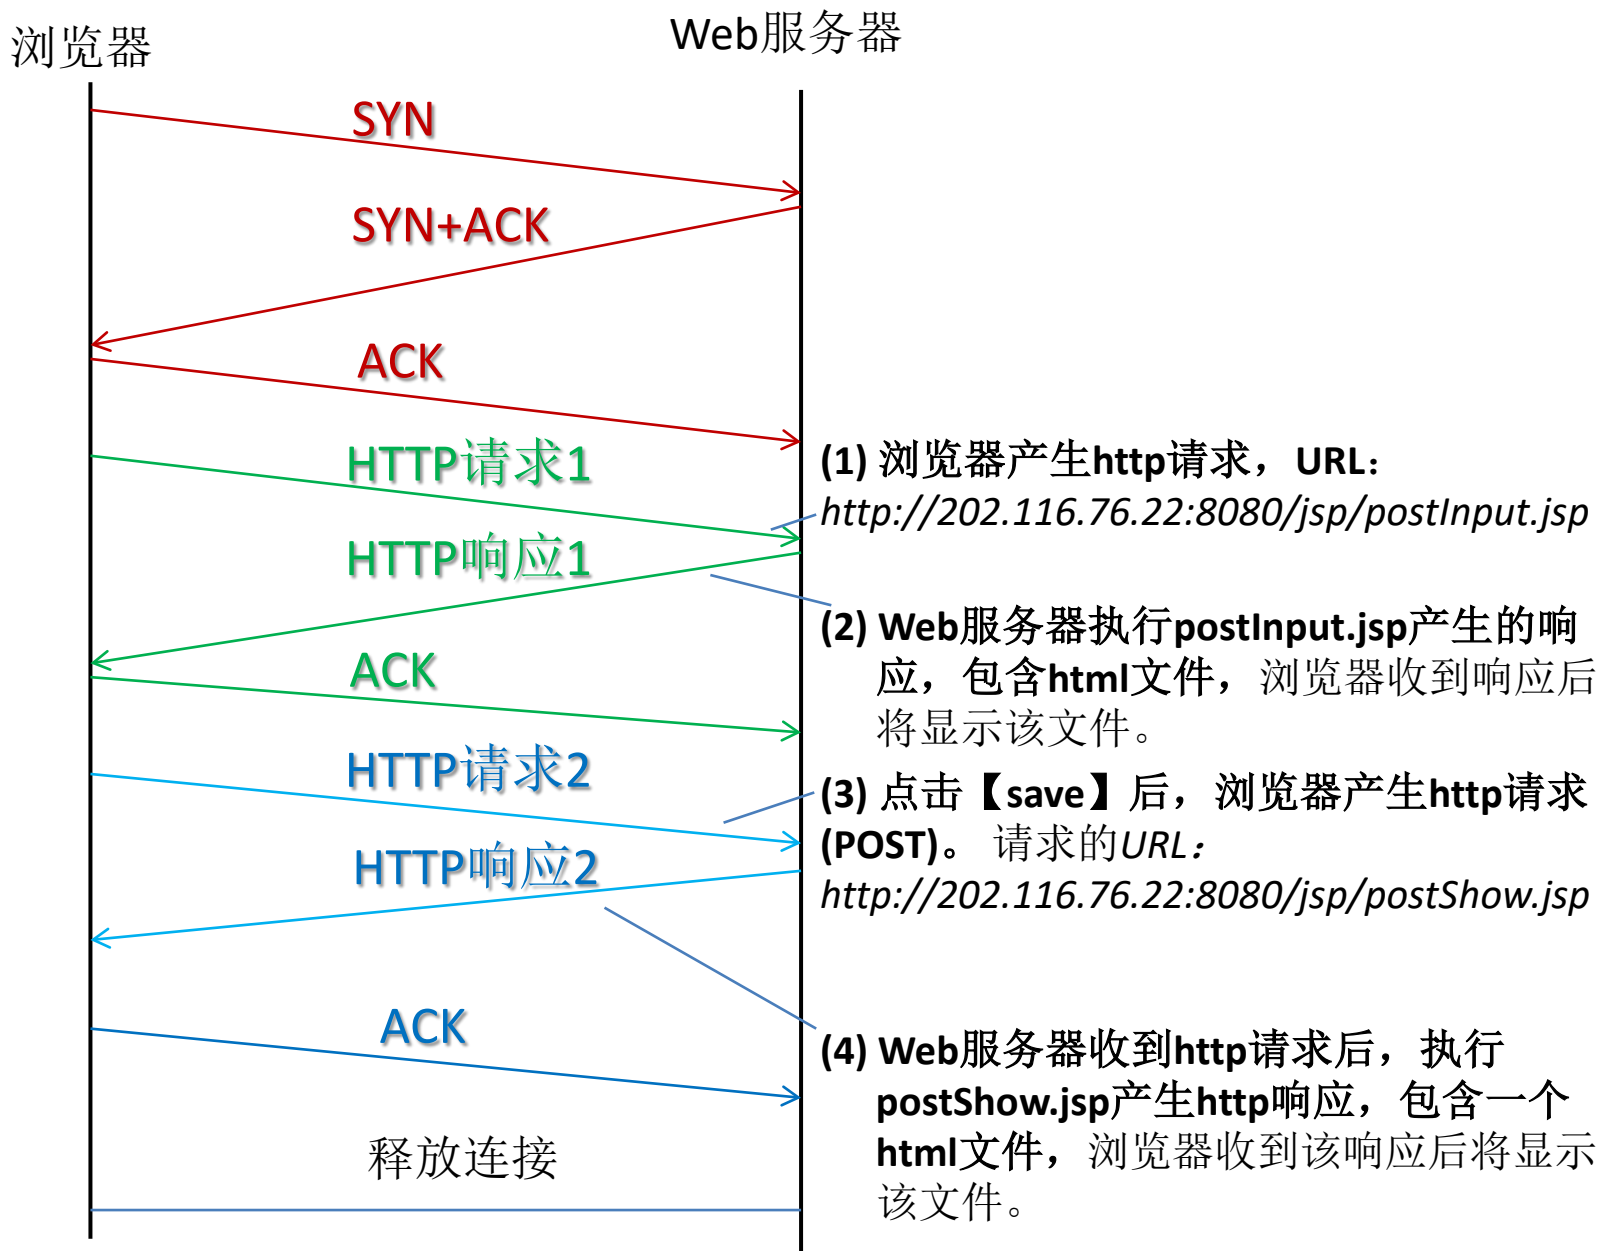 浏览器
Web服务器
SYN
SYN+ACK
ACK
HTTP请求1
(1) 浏览器产生http请求，URL：
http://202.116.76.22:8080/jsp/postInput.jsp
HTTP响应1
(2) Web服务器执行postInput.jsp产生的响
应，包含html文件，浏览器收到响应后
将显示该文件。
ACK
HTTP请求2
(3) 点击【save】后，浏览器产生http请求
(POST)。 请求的URL：
http://202.116.76.22:8080/jsp/postShow.jsp
HTTP响应2
ACK
(4) Web服务器收到http请求后，执行
postShow.jsp产生http响应，包含一个
html文件，浏览器收到该响应后将显示
该文件。
释放连接